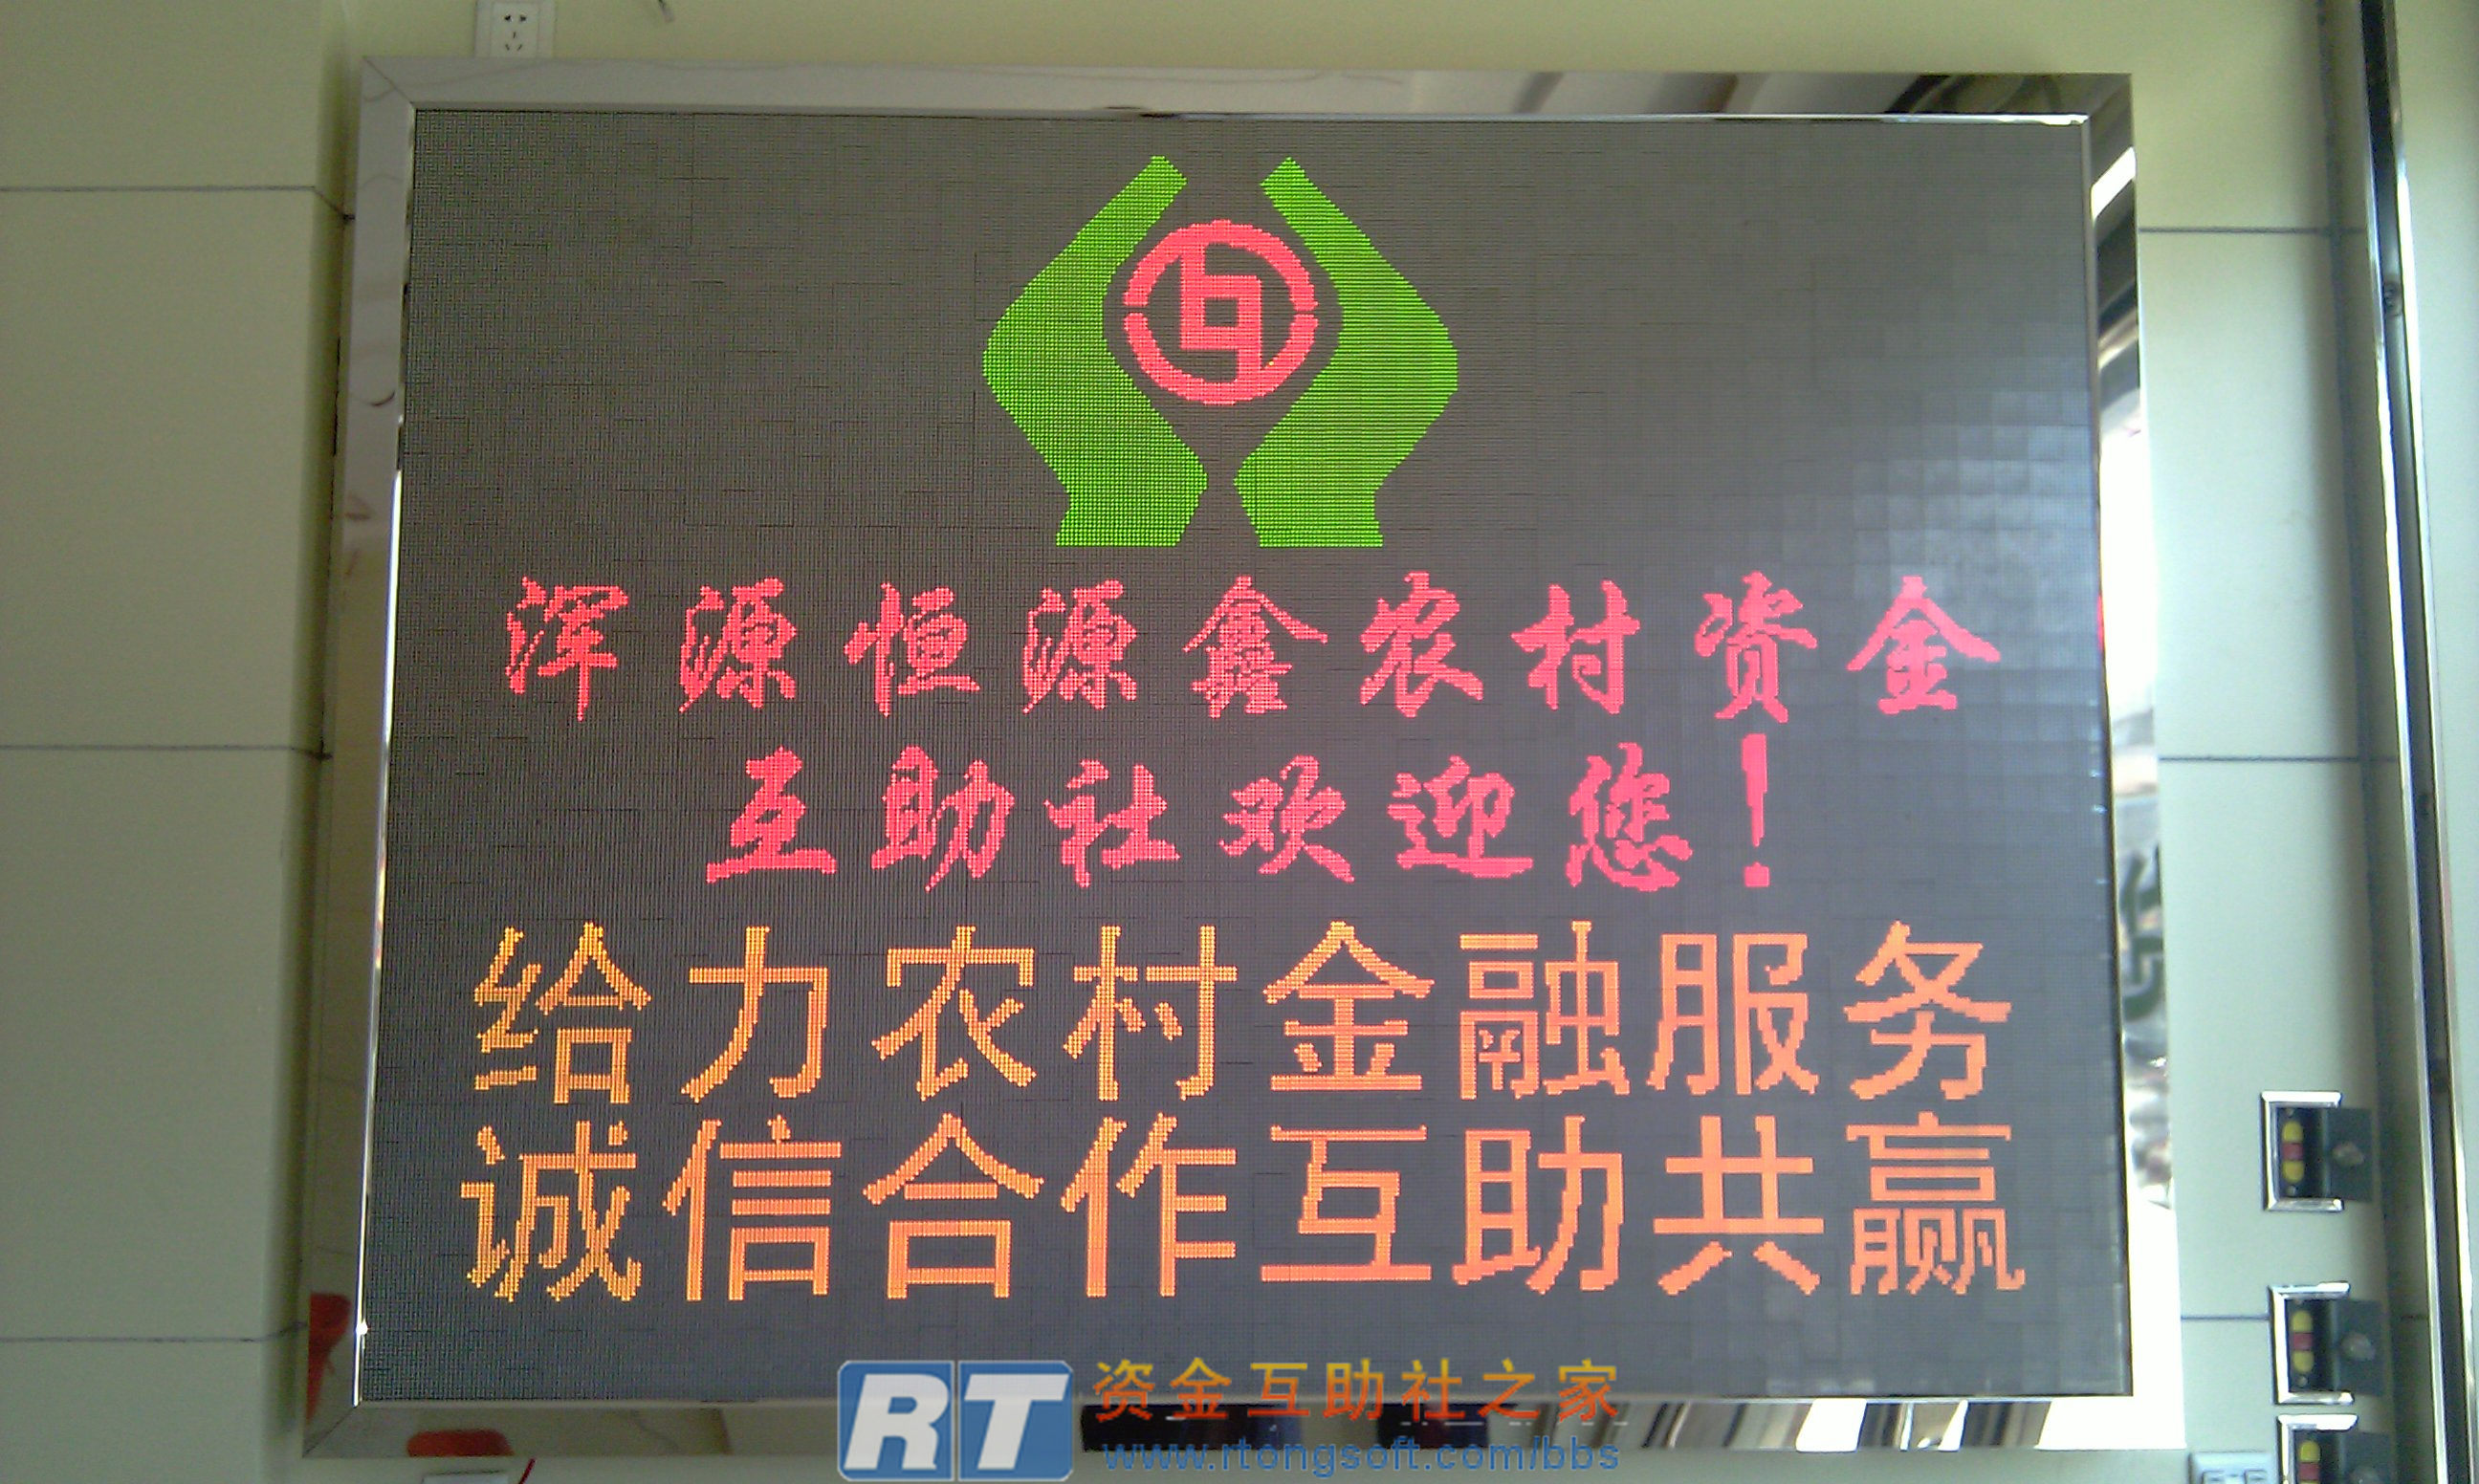 浑源恒源鑫农村资金
互助社欢迎您！
给力农村金融服务
诚信合作互助共赢
RT 资金互助社之家
www.rtongsoft.com/bbs